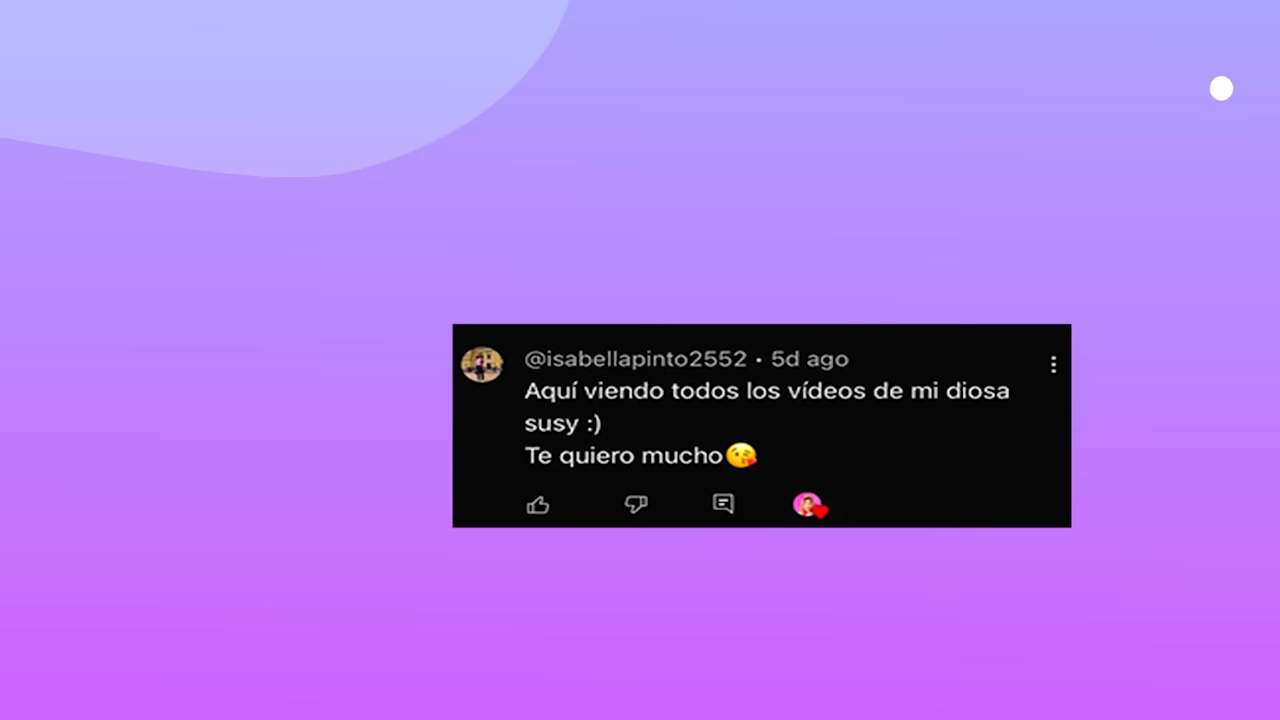 @isabellapinto2552 • 5d ago
Aquí viendo todos los vídeos de mi diosa
susy :)
Te quiero mucho😘